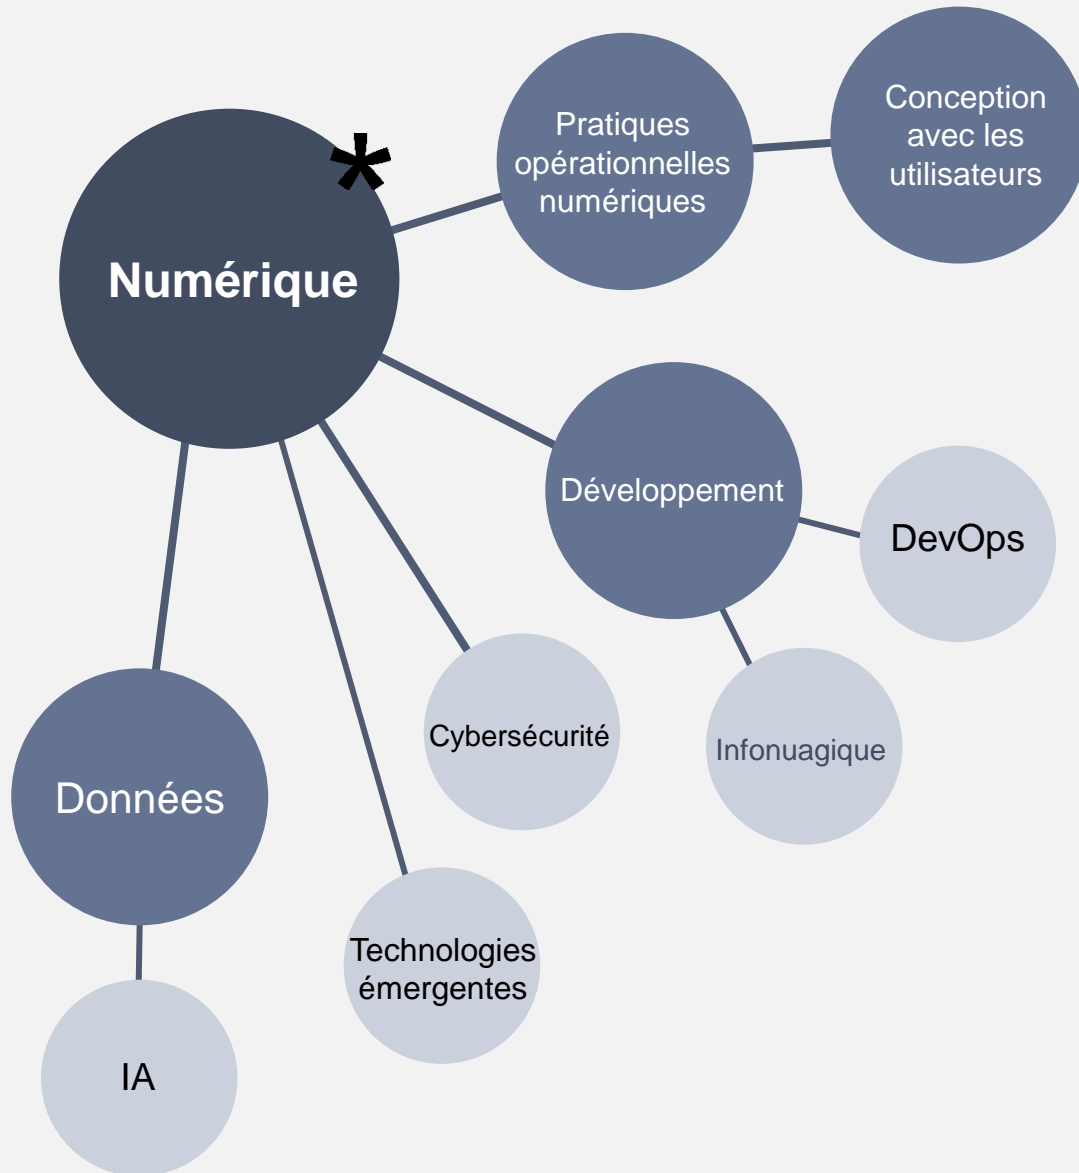 Conception
avec les
utilisateurs
Pratiques
opérationnelles
numériques
*
Numérique
Développement
DevOps
Cybersécurité
Infonuagique
Données
Technologies
émergentes
IA